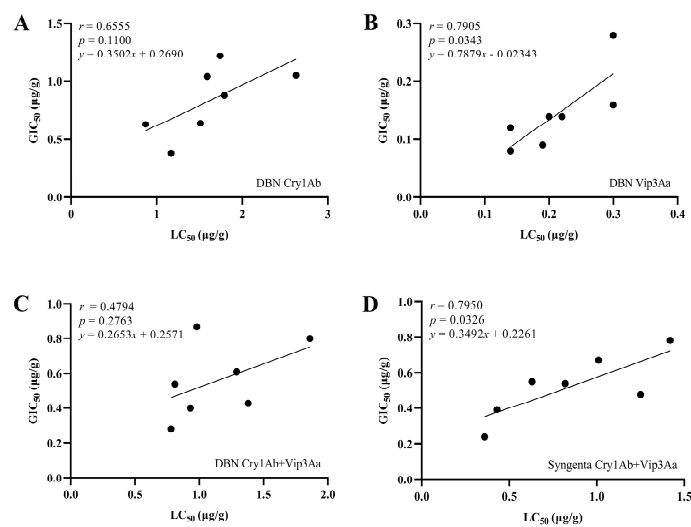 A
r = 0.6555
p = 0.1100
y = 0.3502x + 0.2690
1.5
1.0
0.5
0.0
GIC50 (µg/g)
DBN Cry1Ab
0 1 2 3
LC50 (µg/g)
B
r = 0.7905
p = 0.0343
y = 0.7879x - 0.02343
0.3
0.2
0.1
0.0
GIC50 (µg/g)
DBN Vip3Aa
0.0 0.1 0.2 0.3 0.4
LC50 (µg/g)
C
r = 0.4794
p = 0.2763
y = 0.2653x + 0.2571
1.0
0.8
0.6
0.4
0.2
0.0
GIC50 (µg/g)
DBN Cry1Ab+Vip3Aa
0.0 0.5 1.0 1.5 2.0
LC50 (µg/g)
D
r = 0.7950
p = 0.0326
y = 0.3492x + 0.2261
1.0
0.8
0.6
0.4
0.2
0.0
GIC50 (µg/g)
Syngenta Cry1Ab+Vip3Aa
0.0 0.5 1.0 1.5
LC50 (µg/g)